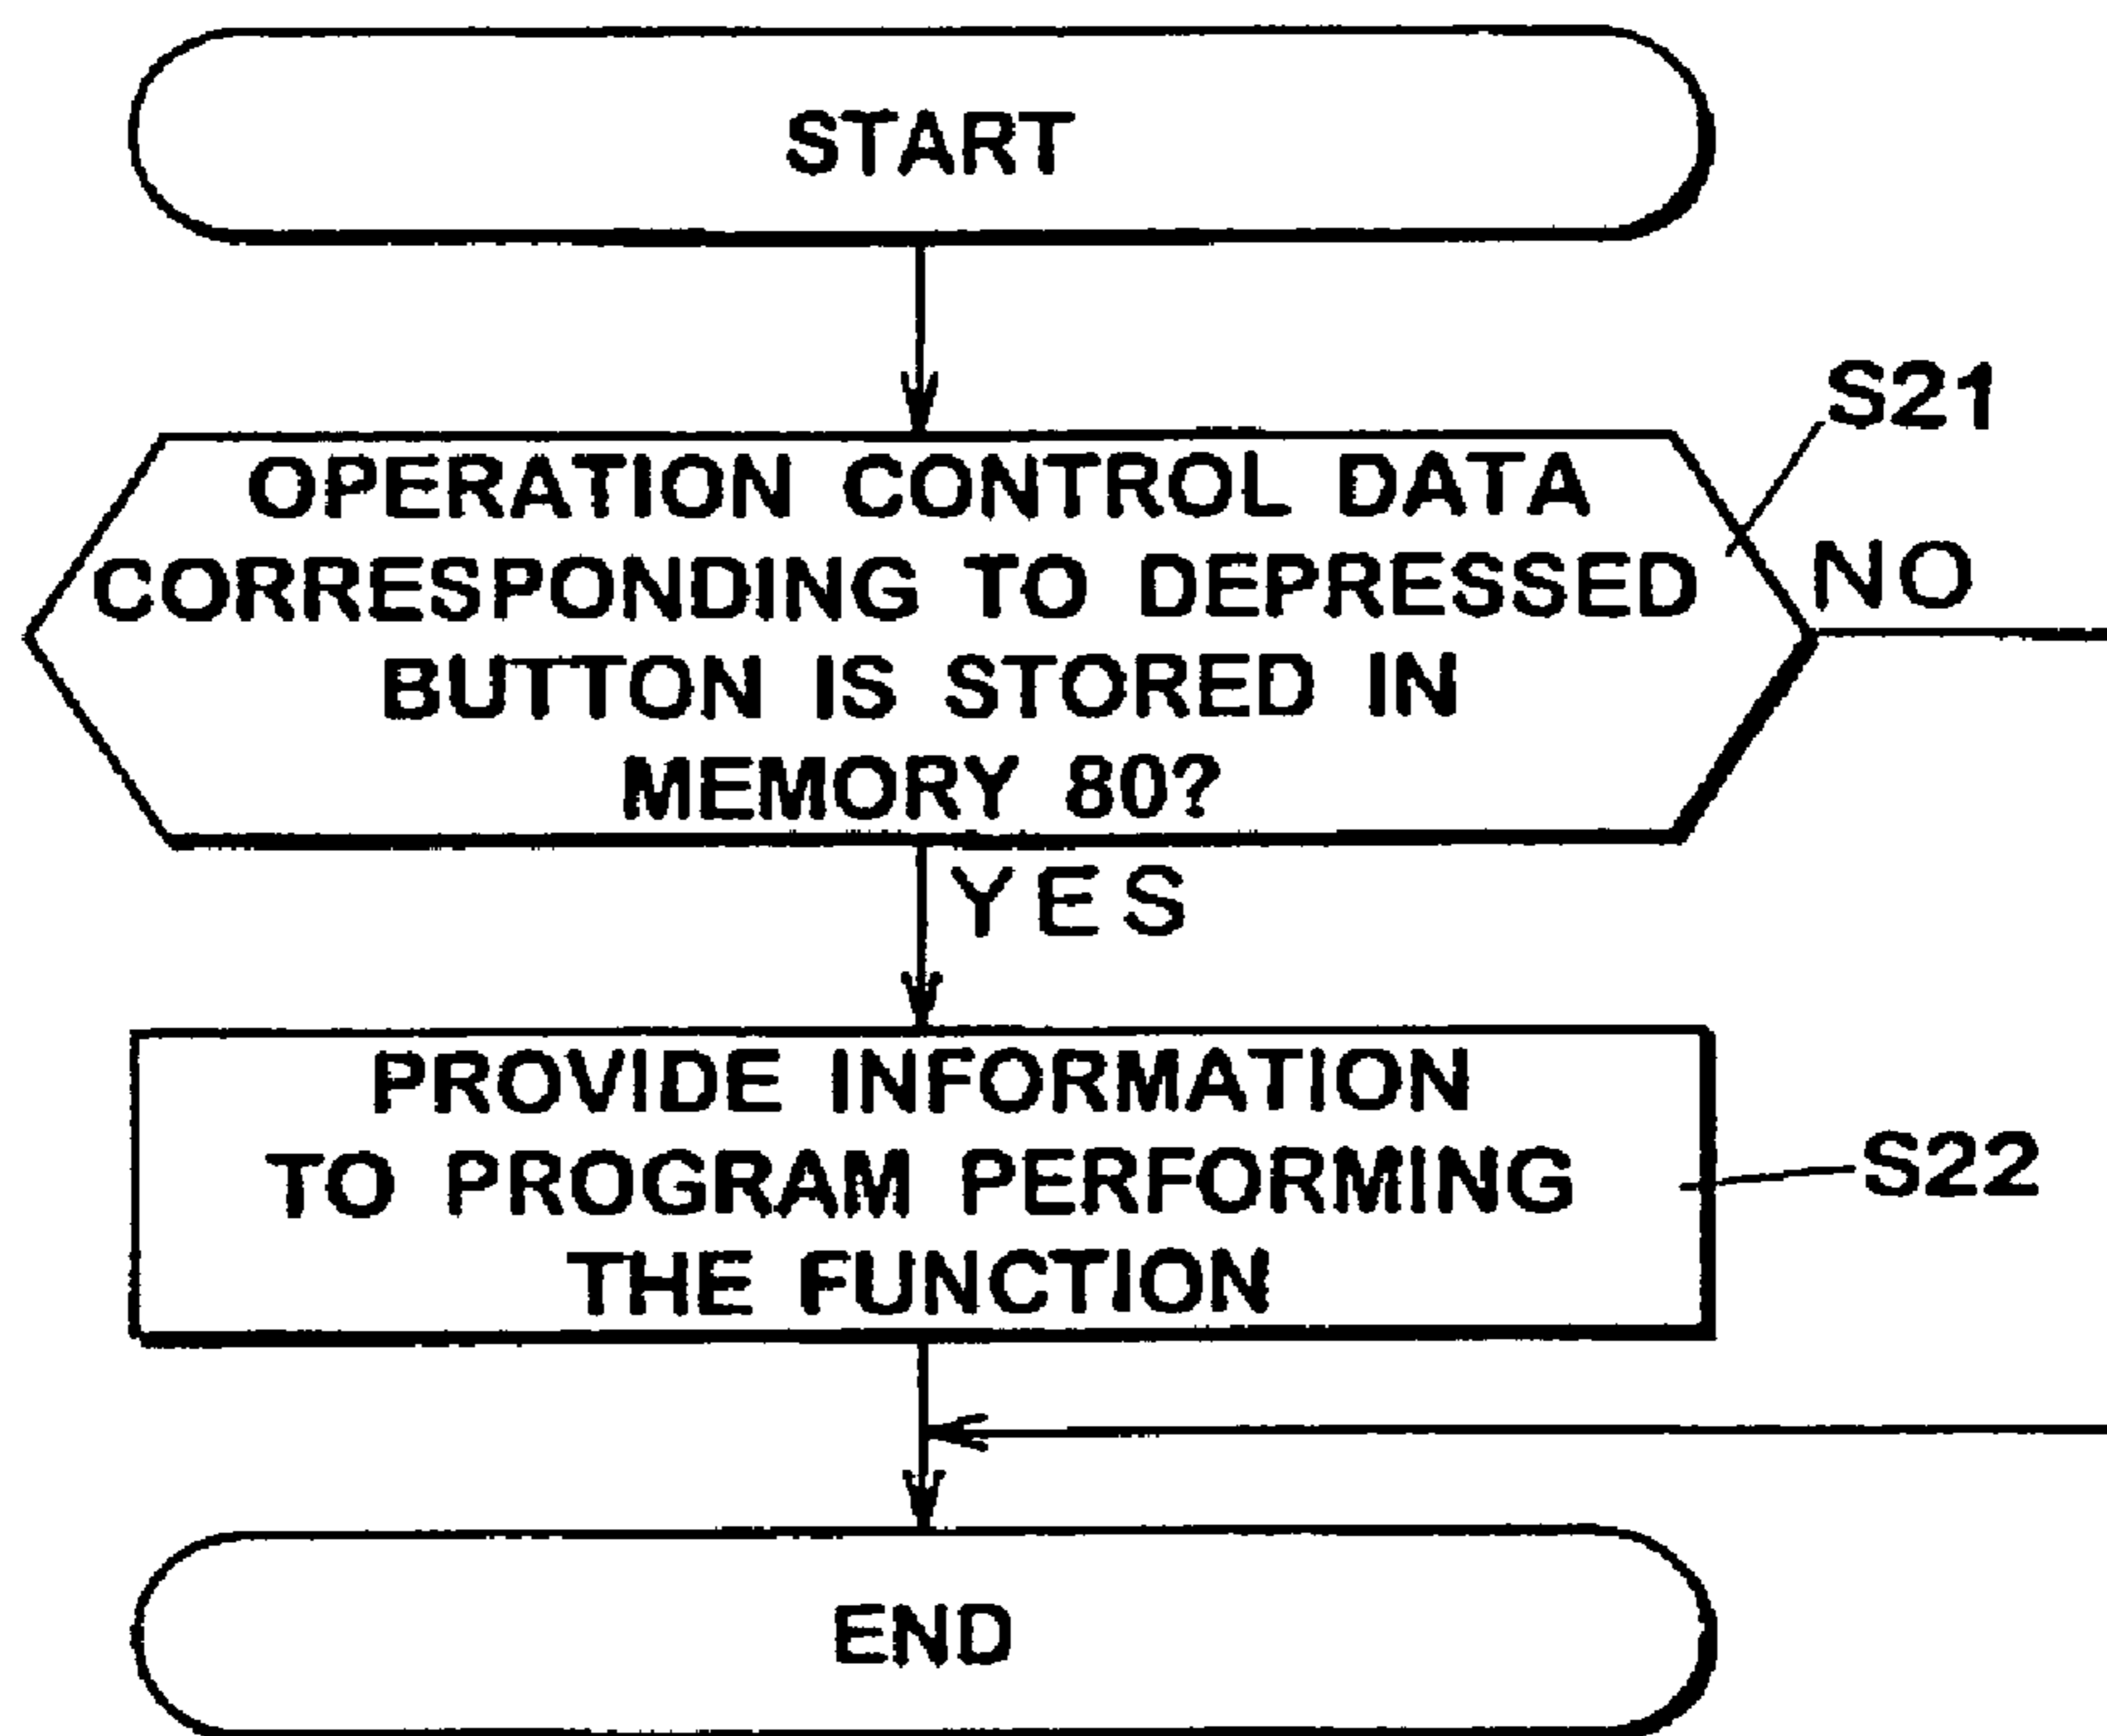 START
S21
OPERATION CONTROL DATA
CORRESPONDING TO DEPRESSED
BUTTON IS STORED IN
MEMORY 80?
NO
YES
PROVIDE INFORMATION
TO PROGRAM PERFORMING
THE FUNCTION
S22
END